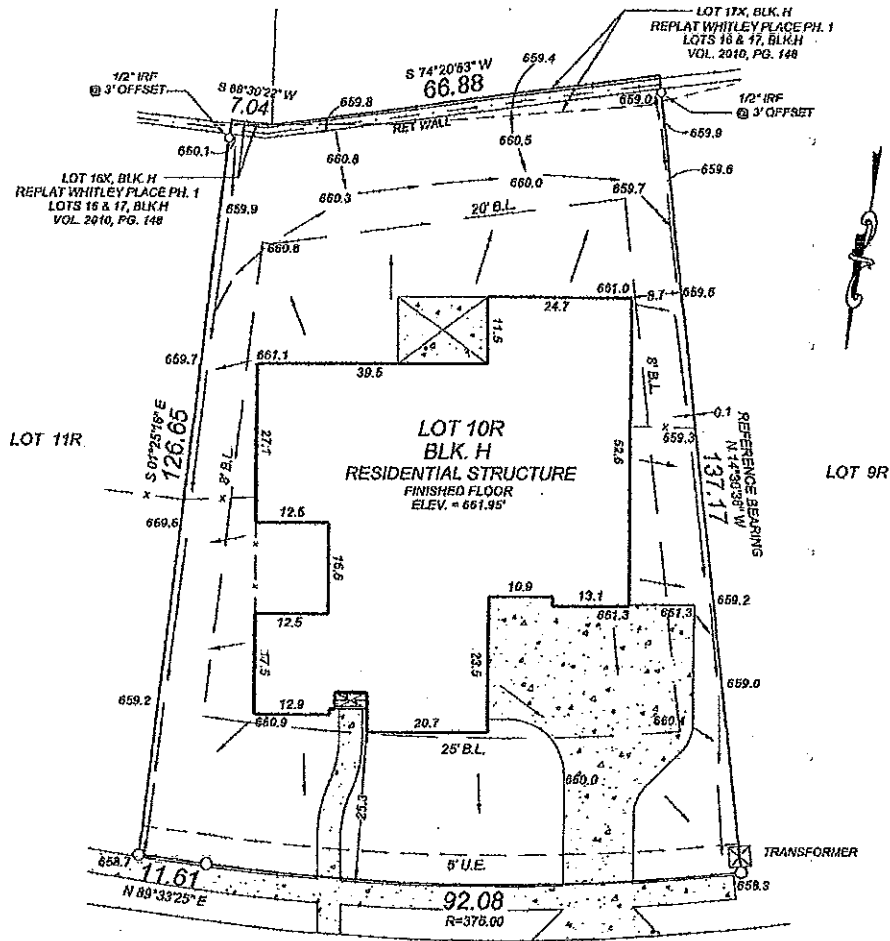 LOT 17X, BLK. H
REPLAT WHITLEY PLACE PH. 1
LOTS 16 & 17, BLK.H
VOL. 2010, PG. 148
1/2" IRF
@ 3' OFFSET
S 68°30'22" W
7.04
659.8
S 74°20'53" W
66.88
659.4
659.0
1/2" IRF
@ 3' OFFSET
RET WALL
660.1
660.8
660.5
659.9
659.6
LOT 16X, BLK. H
REPLAT WHITLEY PLACE PH. 1
LOTS 16 & 17, BLK.H
VOL. 2010, PG. 148
659.9
660.3
660.0
659.7
20' B.L.
660.8
661.0
24.7
8.7
659.6
11.5
659.7
661.1
39.5
8' B.L.
0.1
659.3
LOT 11R
S 01°25'16" E
126.65
8' B.L.
27.1
LOT 10R
BLK. H
RESIDENTIAL STRUCTURE
FINISHED FLOOR
ELEV. = 661.95'
52.6
REFERENCE BEARING
N 14°30'38" W
137.17
LOT 9R
659.6
12.5
16.6
12.5
10.9
13.1
661.3
661.3
659.2
17.5
23.5
659.0
659.2
12.9
660.9
20.7
660.4
25' B.L.
660.0
25.3
658.7
5' U.E.
TRANSFORMER
658.3
11.61
N 89°33'25" E
92.08
R=376.00